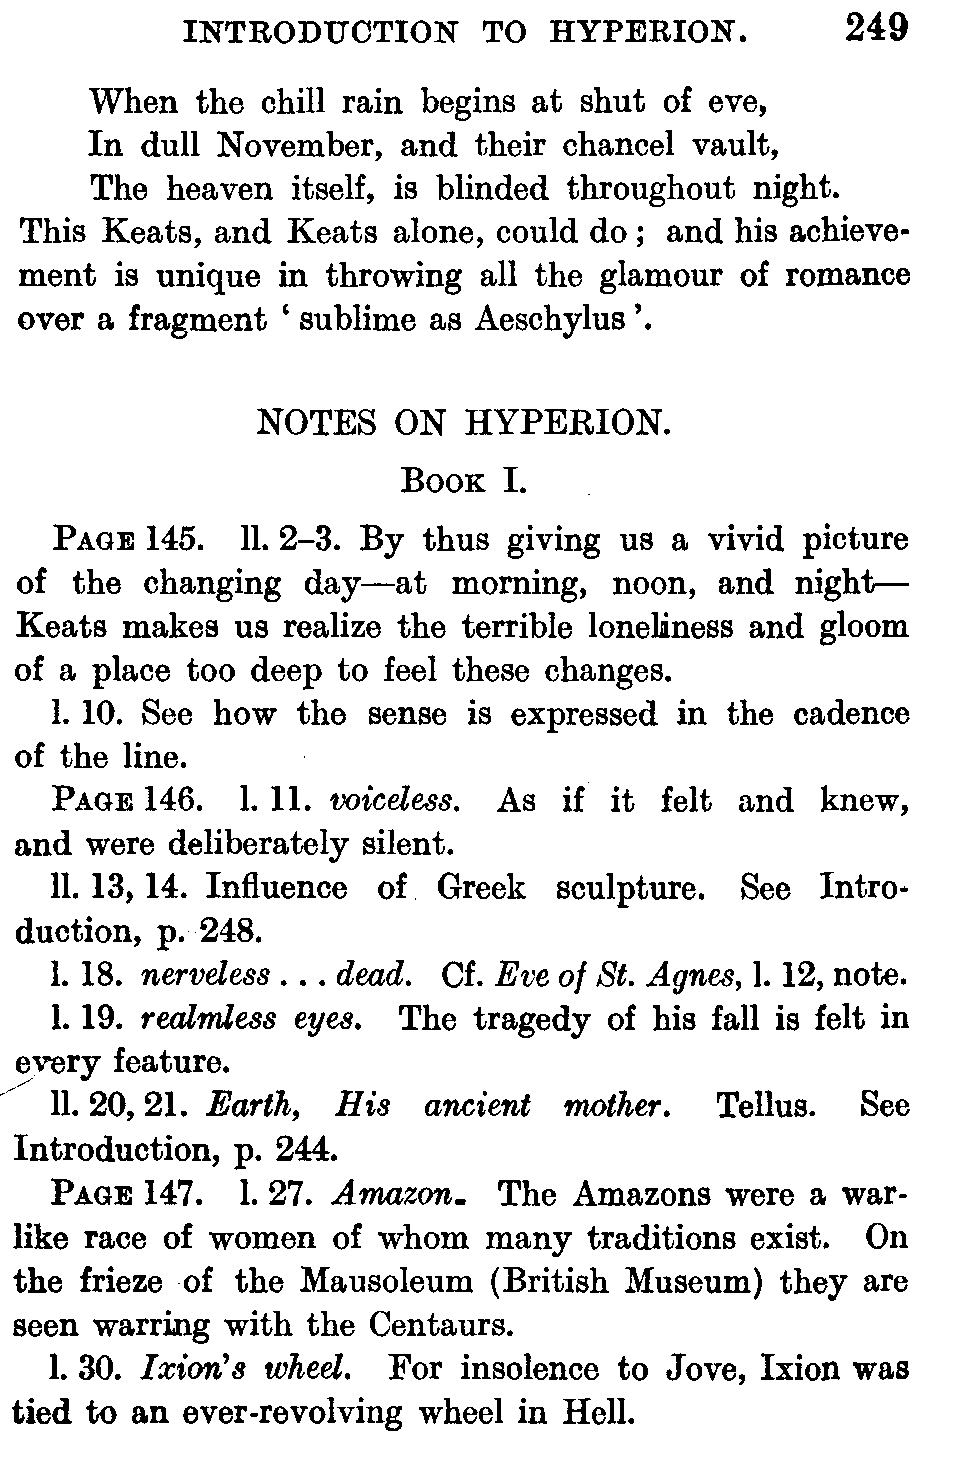 INTRODUCTION TO HYPERION. 249
When the chill rain begins at shut of eve,
In dull November, and their chancel vault,
The heaven itself, is blinded throughout night.
This Keats, and Keats alone, could do ; and his achieve-
ment is unique in throwing all the glamour of romance
over a fragment ‘ sublime as Aeschylus ’.
NOTES ON HYPERION.
BOOK I.
PAGE 145. ll. 2–3. By thus giving us a vivid picture
of the changing day—at morning, noon, and night—
Keats makes us realize the terrible loneliness and gloom
of a place too deep to feel these changes.
l. 10. See how the sense is expressed in the cadence
of the line.
PAGE 146. l. 11. voiceless. As if it felt and knew,
and were deliberately silent.
ll. 13, 14. Influence of Greek sculpture. See Intro-
duction, p. 248.
l. 18. nerveless . . . dead. Cf. Eve of St. Agnes, l. 12, note.
l. 19. realmless eyes. The tragedy of his fall is felt in
every feature.
ll. 20, 21. Earth, His ancient mother. Tellus. See
Introduction, p. 244.
PAGE 147. l. 27. Amazon. The Amazons were a war-
like race of women of whom many traditions exist. On
the frieze of the Mausoleum (British Museum) they are
seen warring with the Centaurs.
l. 30. Ixion's wheel. For insolence to Jove, Ixion was
tied to an ever-revolving wheel in Hell.